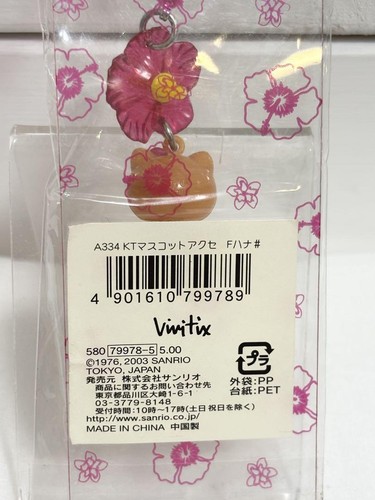 A334 KTマスコットアクセ Fハナ#
4 901610 799789
Vivitix
580 79978-5 5.00
©1976, 2003 SANRIO
TOKYO, JAPAN
発売元 株式会社サンリオ
商品に関するお問い合わせ先
東京都品川区大崎1-6-1
03-3779-8148
受付時間:10時〜17時(土日祝日を除く)
http://www.sanrio.co.jp/
MADE IN CHINA 中国製
プラ
外袋:PP
台紙:PET